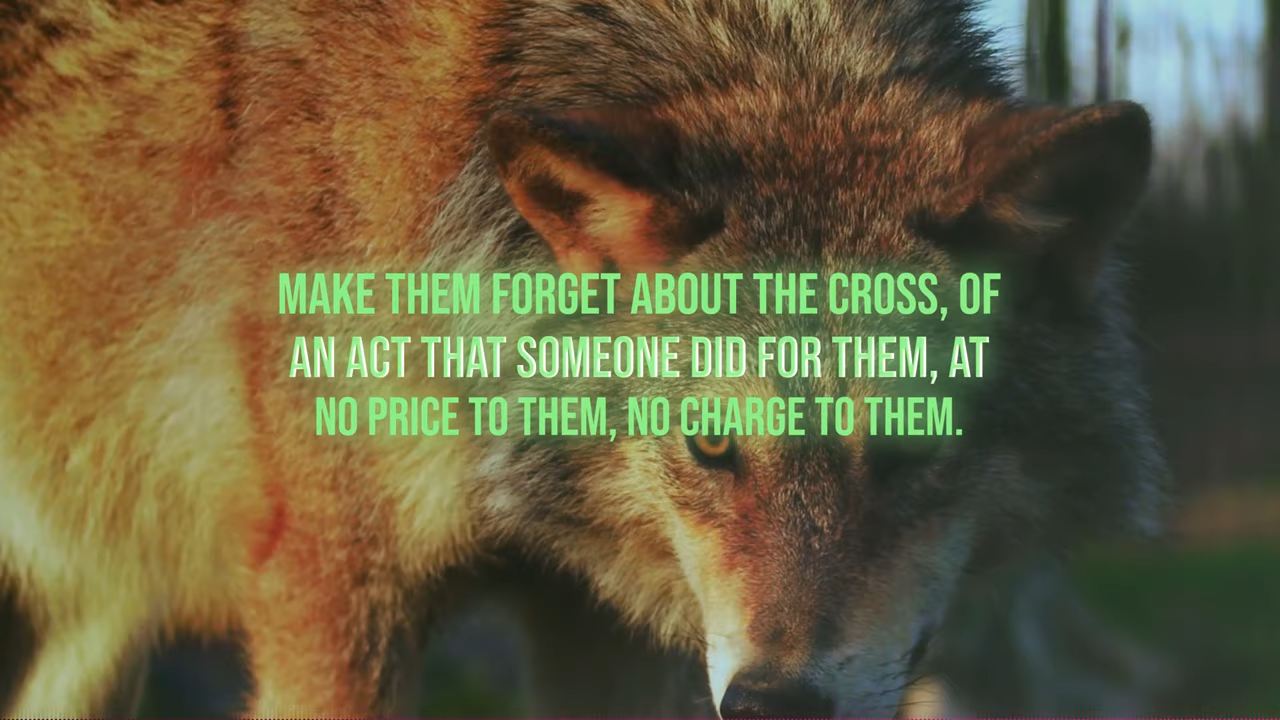 MAKE THEM FORGET ABOUT THE CROSS, OF
AN ACT THAT SOMEONE DID FOR THEM, AT
NO PRICE TO THEM, NO CHARGE TO THEM.